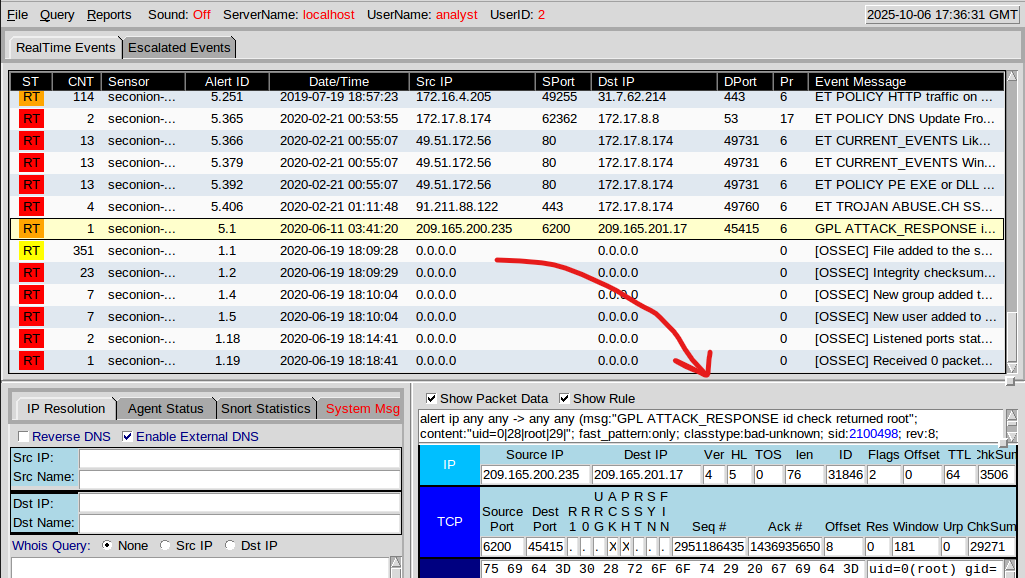 File Query Reports Sound: Off ServerName: localhost UserName: analyst UserID: 2 2025-10-06 17:36:31 GMT
RealTime Events Escalated Events
ST CNT Sensor Alert ID Date/Time Src IP SPort Dst IP DPort Pr Event Message
RT 114 seconion-... 5.251 2019-07-19 18:57:23 172.16.4.205 49255 31.7.62.214 443 6 ET POLICY HTTP traffic on ...
RT 2 seconion-... 5.365 2020-02-21 00:53:55 172.17.8.174 62362 172.17.8.8 53 17 ET POLICY DNS Update Fro...
RT 13 seconion-... 5.366 2020-02-21 00:55:07 49.51.172.56 80 172.17.8.174 49731 6 ET CURRENT_EVENTS Lik...
RT 13 seconion-... 5.379 2020-02-21 00:55:07 49.51.172.56 80 172.17.8.174 49731 6 ET CURRENT_EVENTS Win...
RT 13 seconion-... 5.392 2020-02-21 00:55:07 49.51.172.56 80 172.17.8.174 49731 6 ET POLICY PE EXE or DLL ...
RT 4 seconion-... 5.406 2020-02-21 01:11:48 91.211.88.122 443 172.17.8.174 49760 6 ET TROJAN ABUSE.CH SS...
RT 1 seconion-... 5.1 2020-06-11 03:41:20 209.165.200.235 6200 209.165.201.17 45415 6 GPL ATTACK_RESPONSE i...
RT 351 seconion-... 1.1 2020-06-19 18:09:28 0.0.0.0 0.0.0.0 0 [OSSEC] File added to the s...
RT 23 seconion-... 1.2 2020-06-19 18:09:29 0.0.0.0 0.0.0.0 0 [OSSEC] Integrity checksum...
RT 7 seconion-... 1.4 2020-06-19 18:10:04 0.0.0.0 0.0.0.0 0 [OSSEC] New group added t...
RT 7 seconion-... 1.5 2020-06-19 18:10:04 0.0.0.0 0.0.0.0 0 [OSSEC] New user added to ...
RT 2 seconion-... 1.18 2020-06-19 18:14:41 0.0.0.0 0.0.0.0 0 [OSSEC] Listened ports stat...
RT 1 seconion-... 1.19 2020-06-19 18:18:41 0.0.0.0 0.0.0.0 0 [OSSEC] Received 0 packet...
IP Resolution Agent Status Snort Statistics System Msg
Reverse DNS Enable External DNS
Src IP:
Src Name:
Dst IP:
Dst Name:
Whois Query: None Src IP Dst IP
Show Packet Data Show Rule
alert ip any any -> any any (msg:"GPL ATTACK_RESPONSE id check returned root";
content:"uid=0|28|root|29|"; fast_pattern:only; classtype:bad-unknown; sid:2100498; rev:8;
IP Source IP Dest IP Ver HL TOS len ID Flags Offset TTL ChkSum
209.165.200.235 209.165.201.17 4 5 0 76 31846 2 0 64 3506
U A P R S F
R R R C S S Y I
TCP Source Port Dest Port 1 0 G K H T N N Seq # Ack # Offset Res Window Urp ChkSum
6200 45415 . . . X X . . . 2951186435 1436935650 8 0 181 0 29271
75 69 64 3D 30 28 72 6F 6F 74 29 20 67 69 64 3D uid=0(root) gid=